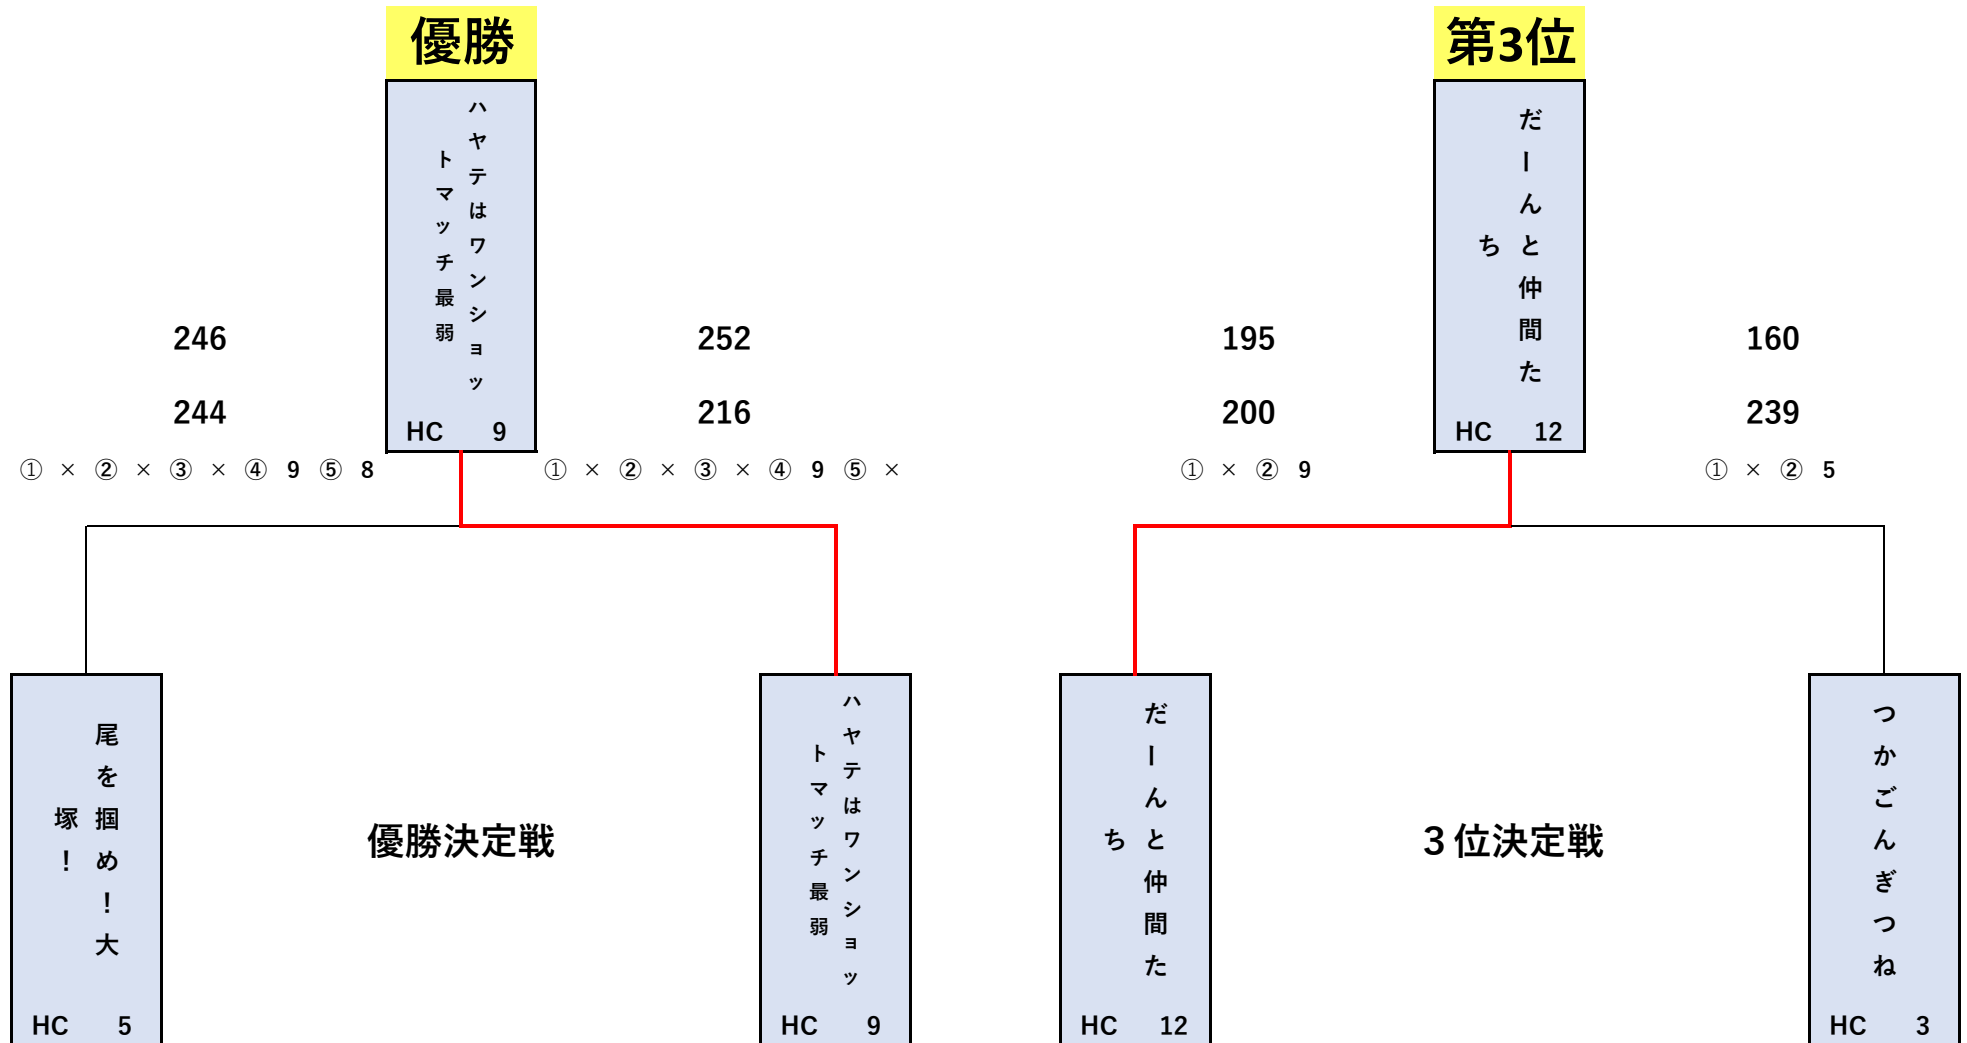 優勝
ハヤテはワンショッ
トマッチ最弱
HC 9
第3位
だーんと仲間た
ち
HC 12
246
252
195
160
244
216
200
239
① × ② × ③ × ④ 9 ⑤ 8
① × ② × ③ × ④ 9 ⑤ ×
① × ② 9
① × ② 5
尾を掴め！大
塚！
HC 5
優勝決定戦
ハヤテはワンショッ
トマッチ最弱
HC 9
だーんと仲間た
ち
HC 12
３位決定戦
つかごんぎつね
HC 3